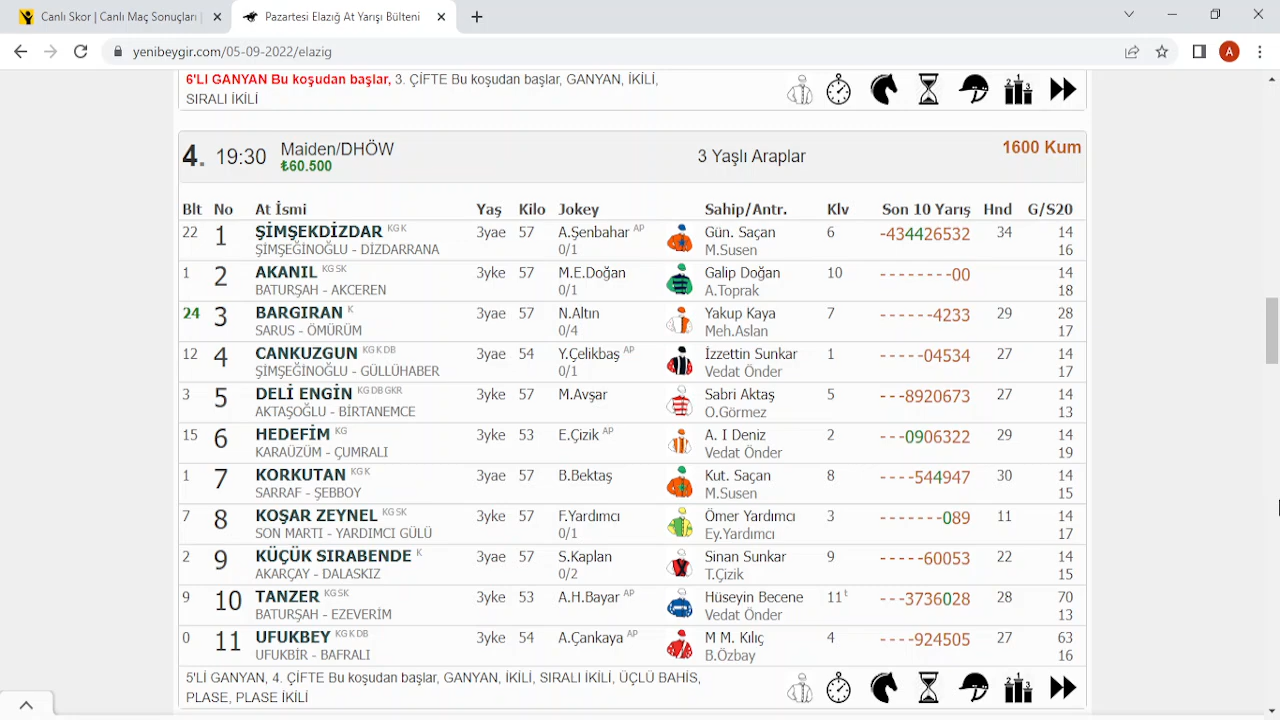 Canlı Skor | Canlı Maç Sonuçları |
Pazartesi Elazığ At Yarışı Bülteni
yenibeygir.com/05-09-2022/elazig
A
6'LI GANYAN Bu koşudan başlar, 3. ÇİFTE Bu koşudan başlar, GANYAN, İKİLİ,
SIRALI İKİLİ
4. 19:30 Maiden/DHÖW 3 Yaşlı Araplar 1600 Kum
₺60.500
Blt No At İsmi Yaş Kilo Jokey Sahip/Antr. Klv Son 10 Yarış Hnd G/S20
22 1 ŞİMŞEKDİZDAR KG K 3yae 57 A.Şenbahar AP Gün. Saçan 6 -434426532 34 14
ŞİMŞEĞİNOĞLU - DİZDARRANA 0/1 M.Susen 16
1 2 AKANIL KG SK 3yke 57 M.E.Doğan Galip Doğan 10 --------00 14
BATURŞAH - AKCEREN 0/1 A.Toprak 18
24 3 BARGIRAN K 3yke 57 N.Altın Yakup Kaya 7 ------4233 29 28
SARUS - ÖMÜRÜM 0/4 Meh.Aslan 17
12 4 CANKUZGUN KG K DB 3yae 54 Y.Çelikbaş AP İzzettin Sunkar 1 -----04534 27 14
ŞİMŞEĞİNOĞLU - GÜLLÜHABER 0/1 Vedat Önder 17
3 5 DELİ ENGİN KG DB GKR 3yke 57 M.Avşar Sabri Aktaş 5 ---8920673 27 14
AKTAŞOĞLU - BİRTANEMCE O.Görmez 13
15 6 HEDEFİM KG 3yke 53 E.Çizik AP A. I Deniz 2 ---0906322 29 14
KARAÜZÜM - ÇUMRALI Vedat Önder 19
1 7 KORKUTAN KG K 3yae 57 B.Bektaş Kut. Saçan 8 ----544947 30 14
SARRAF - ŞEBBOY M.Susen 15
7 8 KOŞAR ZEYNEL KG SK 3yke 57 F.Yardımcı Ömer Yardımcı 3 -------089 11 14
SON MARTI - YARDIMCI GÜLÜ 0/1 Ey.Yardımcı 17
2 9 KÜÇÜK SIRABENDE K 3yae 57 S.Kaplan Sinan Sunkar 9 -----60053 22 14
AKARÇAY - DALASKIZ 0/2 T.Çizik 15
9 10 TANZER KG SK 3yke 53 A.H.Bayar AP Hüseyin Becene 11 t ---3736028 28 70
BATURŞAH - EZEVERİM Vedat Önder 13
0 11 UFUKBEY KG K DB 3yke 54 A.Çankaya AP M M. Kılıç 4 ----924505 27 63
UFUKBİR - BAFRALI B.Özbay 16
5'Lİ GANYAN, 4. ÇİFTE Bu koşudan başlar, GANYAN, İKİLİ, SIRALI İKİLİ, ÜÇLÜ BAHİS,
PLASE, PLASE İKİLİ